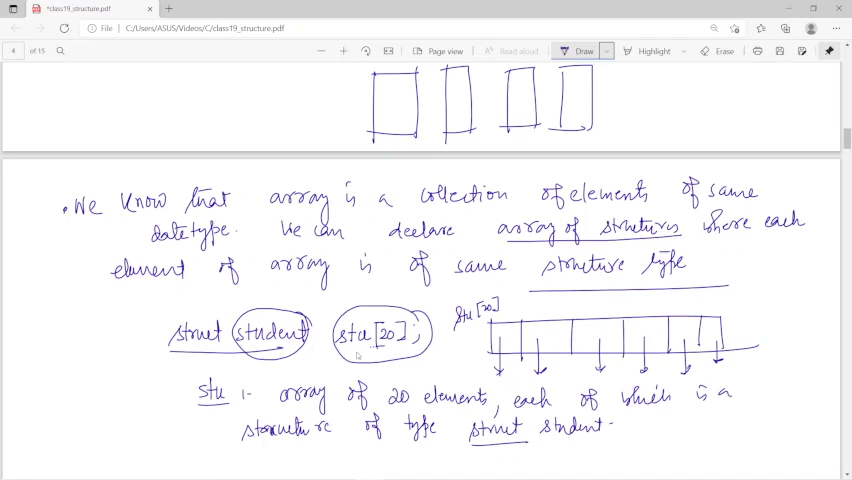 *class19_structure.pdf
File
C:/Users/ASUS/Videos/C/class19_structure.pdf
4 of 15
Page view
Read aloud
Draw
Highlight
Erase
. We know that array is a collection of elements of same
datatype. We can declare array of structures where each
element of array is of same structure type
struct student stu[20];
stu[20]
stu :- array of 20 elements, each of which is a
structure of type struct student.